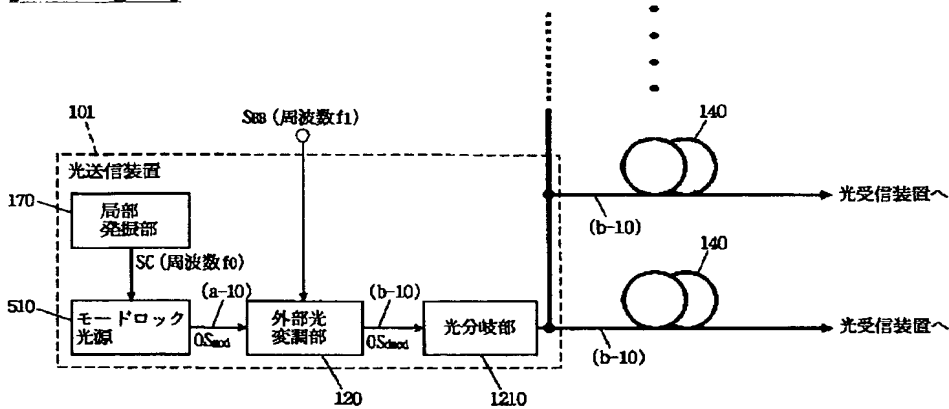 101
SBB (周波数f1)
140
光送信装置
170
局部
発振部
光受信装置へ
(b-10)
SC (周波数f0)
140
(a-10)
(b-10)
510
モードロック
光源
外部光
変調部
光分岐部
光受信装置へ
OSmod
OSdmod
(b-10)
120
1210